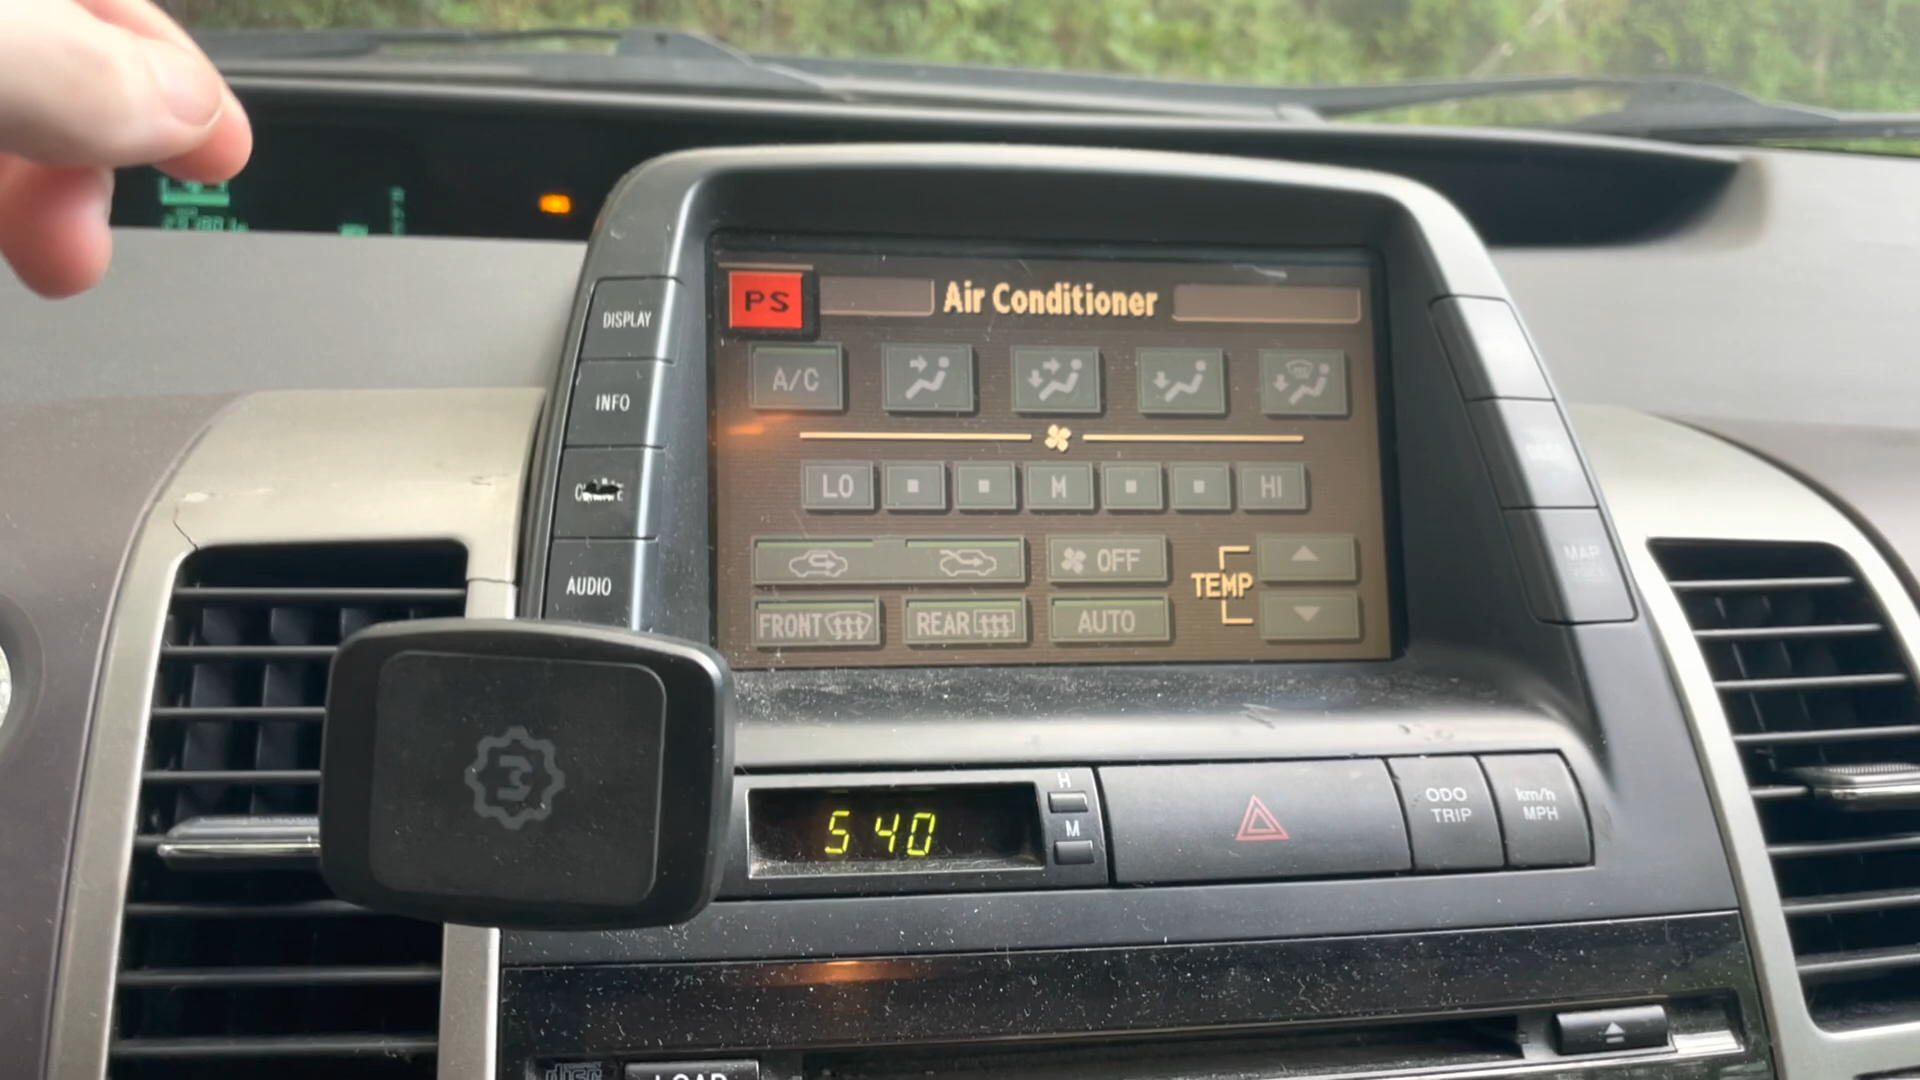 PS
Air Conditioner
DISPLAY
A/C
INFO
LO
M
HI
AUDIO
OFF
TEMP
FRONT
REAR
AUTO
H
M
5 40
ODO
TRIP
km/h
MPH
LOAD